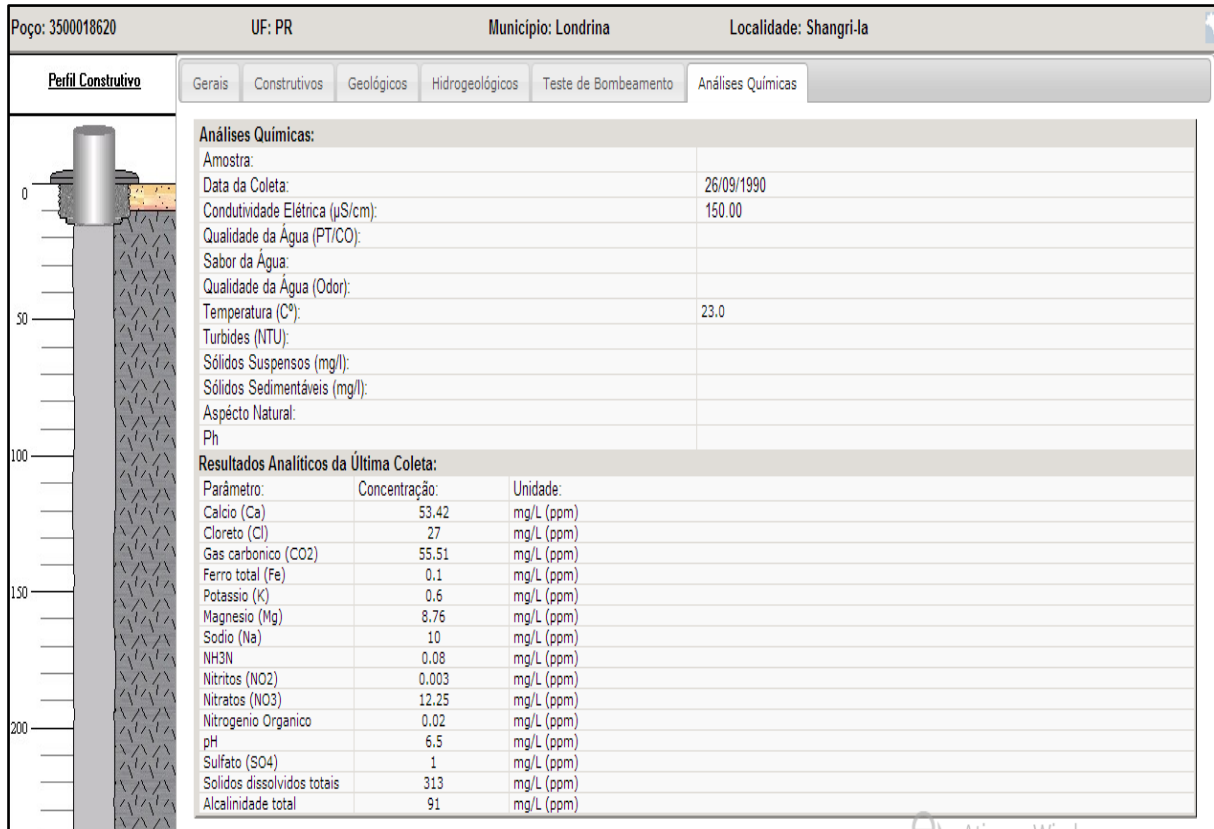 Poço: 3500018620 UF: PR Município: Londrina Localidade: Shangri-la
Perfil Construtivo
Gerais Construtivos Geológicos Hidrogeológicos Teste de Bombeamento Análises Químicas
Análises Químicas:
Amostra:
Data da Coleta: 26/09/1990
Condutividade Elétrica (µS/cm): 150.00
Qualidade da Água (PT/CO):
Sabor da Água:
Qualidade da Água (Odor):
Temperatura (Cº): 23.0
Turbides (NTU):
Sólidos Suspensos (mg/l):
Sólidos Sedimentáveis (mg/l):
Aspécto Natural:
Ph
Resultados Analíticos da Última Coleta:
Parâmetro: Concentração: Unidade:
Calcio (Ca) 53.42 mg/L (ppm)
Cloreto (Cl) 27 mg/L (ppm)
Gas carbonico (CO2) 55.51 mg/L (ppm)
Ferro total (Fe) 0.1 mg/L (ppm)
Potassio (K) 0.6 mg/L (ppm)
Magnesio (Mg) 8.76 mg/L (ppm)
Sodio (Na) 10 mg/L (ppm)
NH3N 0.08 mg/L (ppm)
Nitritos (NO2) 0.003 mg/L (ppm)
Nitratos (NO3) 12.25 mg/L (ppm)
Nitrogenio Organico 0.02 mg/L (ppm)
pH 6.5 mg/L (ppm)
Sulfato (SO4) 1 mg/L (ppm)
Solidos dissolvidos totais 313 mg/L (ppm)
Alcalinidade total 91 mg/L (ppm)
0
50
100
150
200